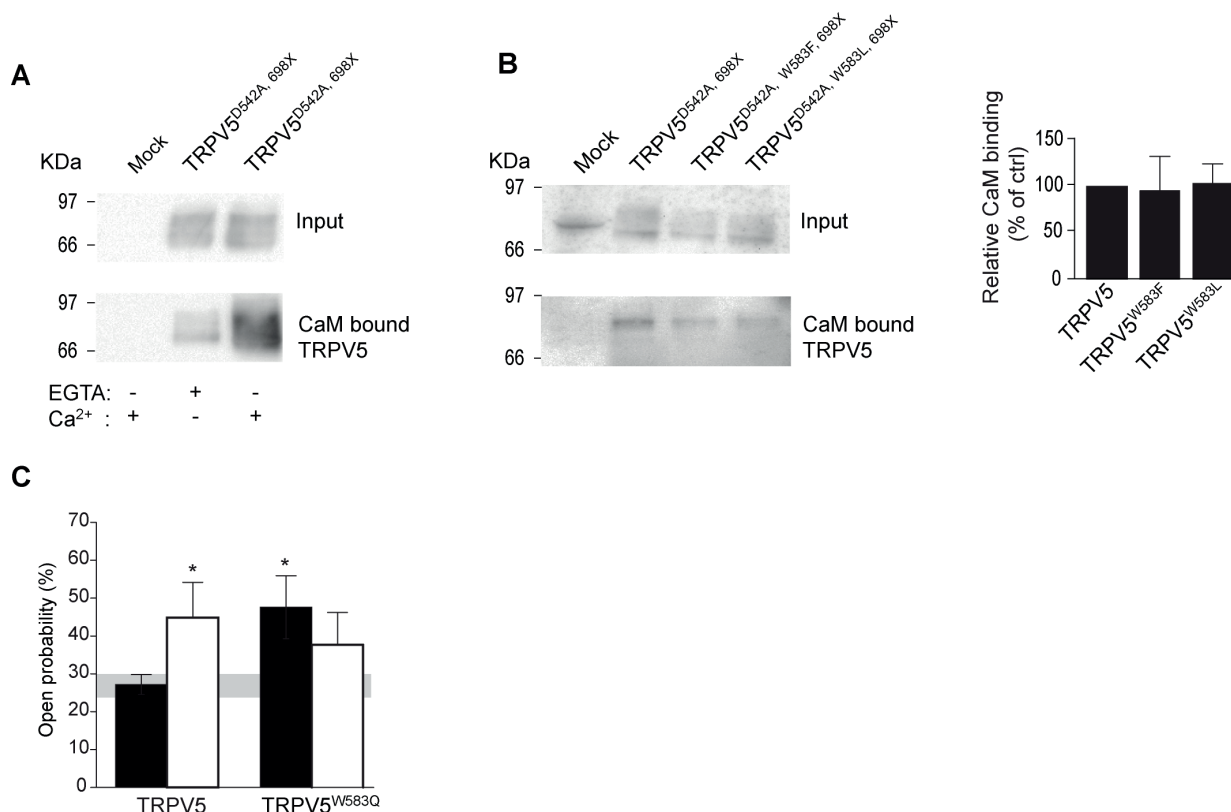 A
KDa
Mock
TRPV5D542A, 698X
TRPV5D542A, 698X
97
66
Input
97
66
CaM bound
TRPV5
EGTA: - + -
Ca2+ : + - +
B
KDa
Mock
TRPV5D542A, 698X
TRPV5D542A, W583F, 698X
TRPV5D542A, W583L, 698X
97
66
Input
97
66
CaM bound
TRPV5
Relative CaM binding
(% of ctrl)
150
100
50
0
TRPV5
TRPV5W583F
TRPV5W583L
C
Open probability (%)
70
60
50
40
30
20
10
0
*
*
TRPV5
TRPV5W583Q